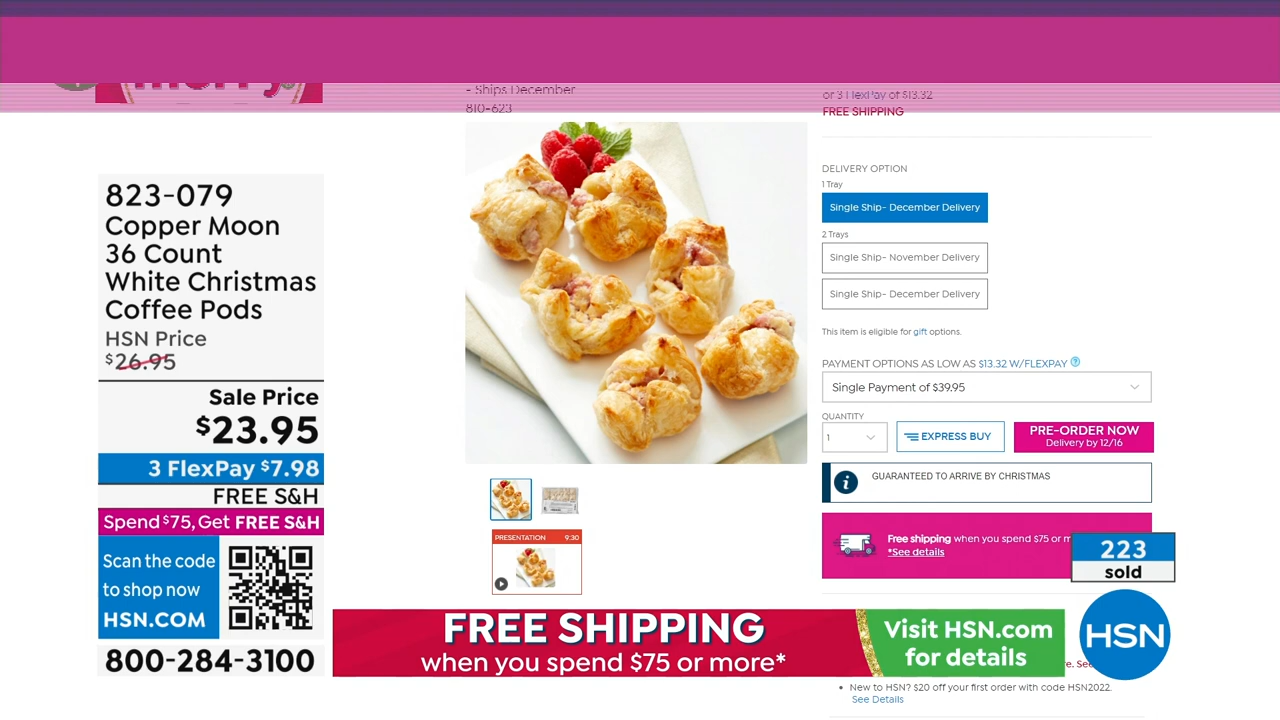 merry
- Ships December
810-623
or 3 FlexPay of $13.32
FREE SHIPPING
DELIVERY OPTION
1 Tray
Single Ship- December Delivery
2 Trays
Single Ship- November Delivery
Single Ship- December Delivery
This item is eligible for gift options.
PAYMENT OPTIONS AS LOW AS $13.32 W/FLEXPAY ?
Single Payment of $39.95
QUANTITY
1
EXPRESS BUY
PRE-ORDER NOW
Delivery by 12/16
i
GUARANTEED TO ARRIVE BY CHRISTMAS
Free shipping when you spend $75 or m
*See details
PRESENTATION 9:30
823-079
Copper Moon
36 Count
White Christmas
Coffee Pods
HSN Price
$26.95
Sale Price
$23.95
3 FlexPay $7.98
FREE S&H
Spend $75, Get FREE S&H
Scan the code
to shop now
HSN.COM
800-284-3100
FREE SHIPPING
when you spend $75 or more*
Visit HSN.com
for details
223
sold
HSN
re. See
New to HSN? $20 off your first order with code HSN2022.
See Details